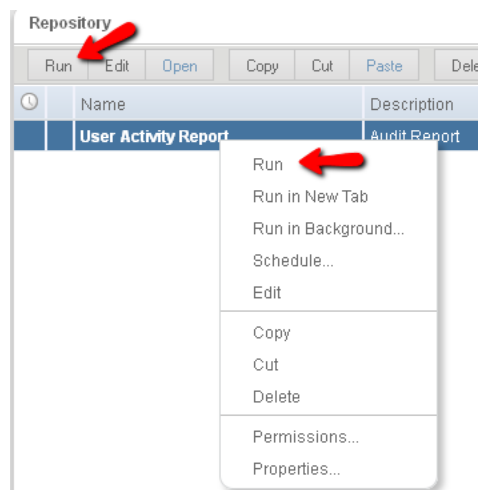 Repository
Run Edit Open Copy Cut Paste Dele
Name Description
User Activity Report Audit Report
Run
Run in New Tab
Run in Background...
Schedule...
Edit
Copy
Cut
Delete
Permissions...
Properties...